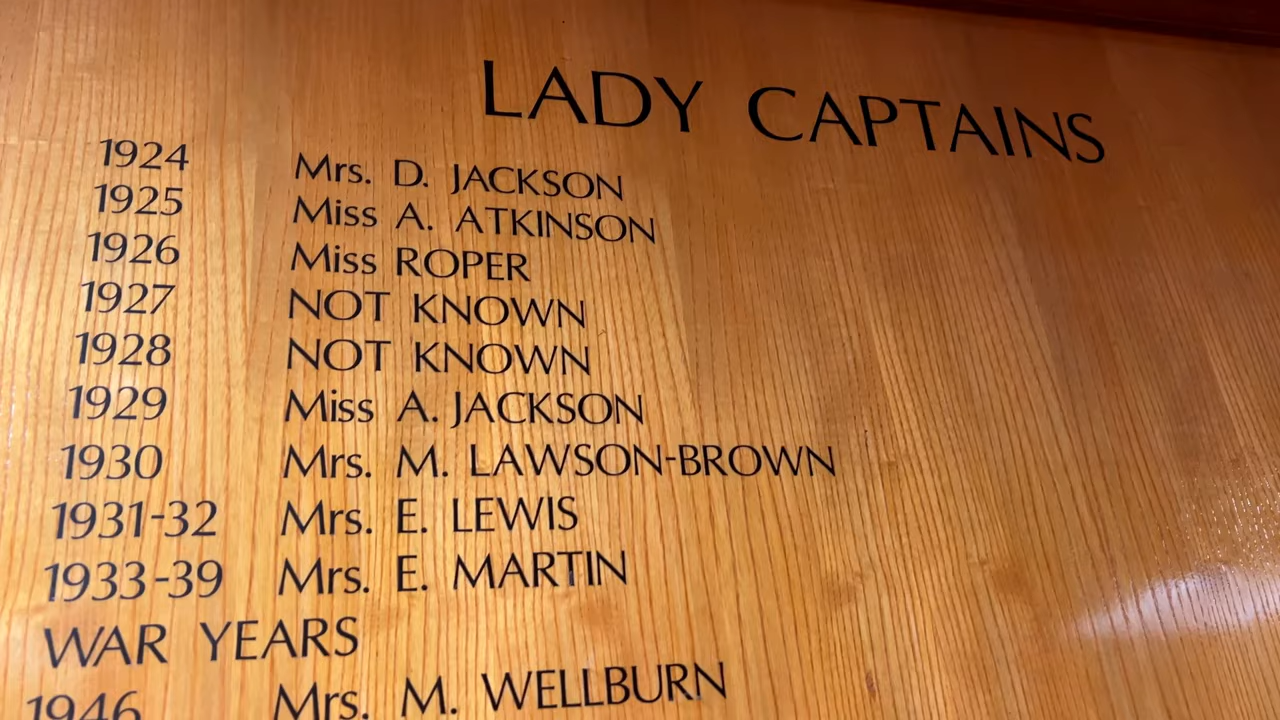 LADY CAPTAINS
1924 Mrs. D. JACKSON
1925 Miss A. ATKINSON
1926 Miss ROPER
1927 NOT KNOWN
1928 NOT KNOWN
1929 Miss A. JACKSON
1930 Mrs. M. LAWSON-BROWN
1931-32 Mrs. E. LEWIS
1933-39 Mrs. E. MARTIN
WAR YEARS
1946 Mrs. M. WELLBURN